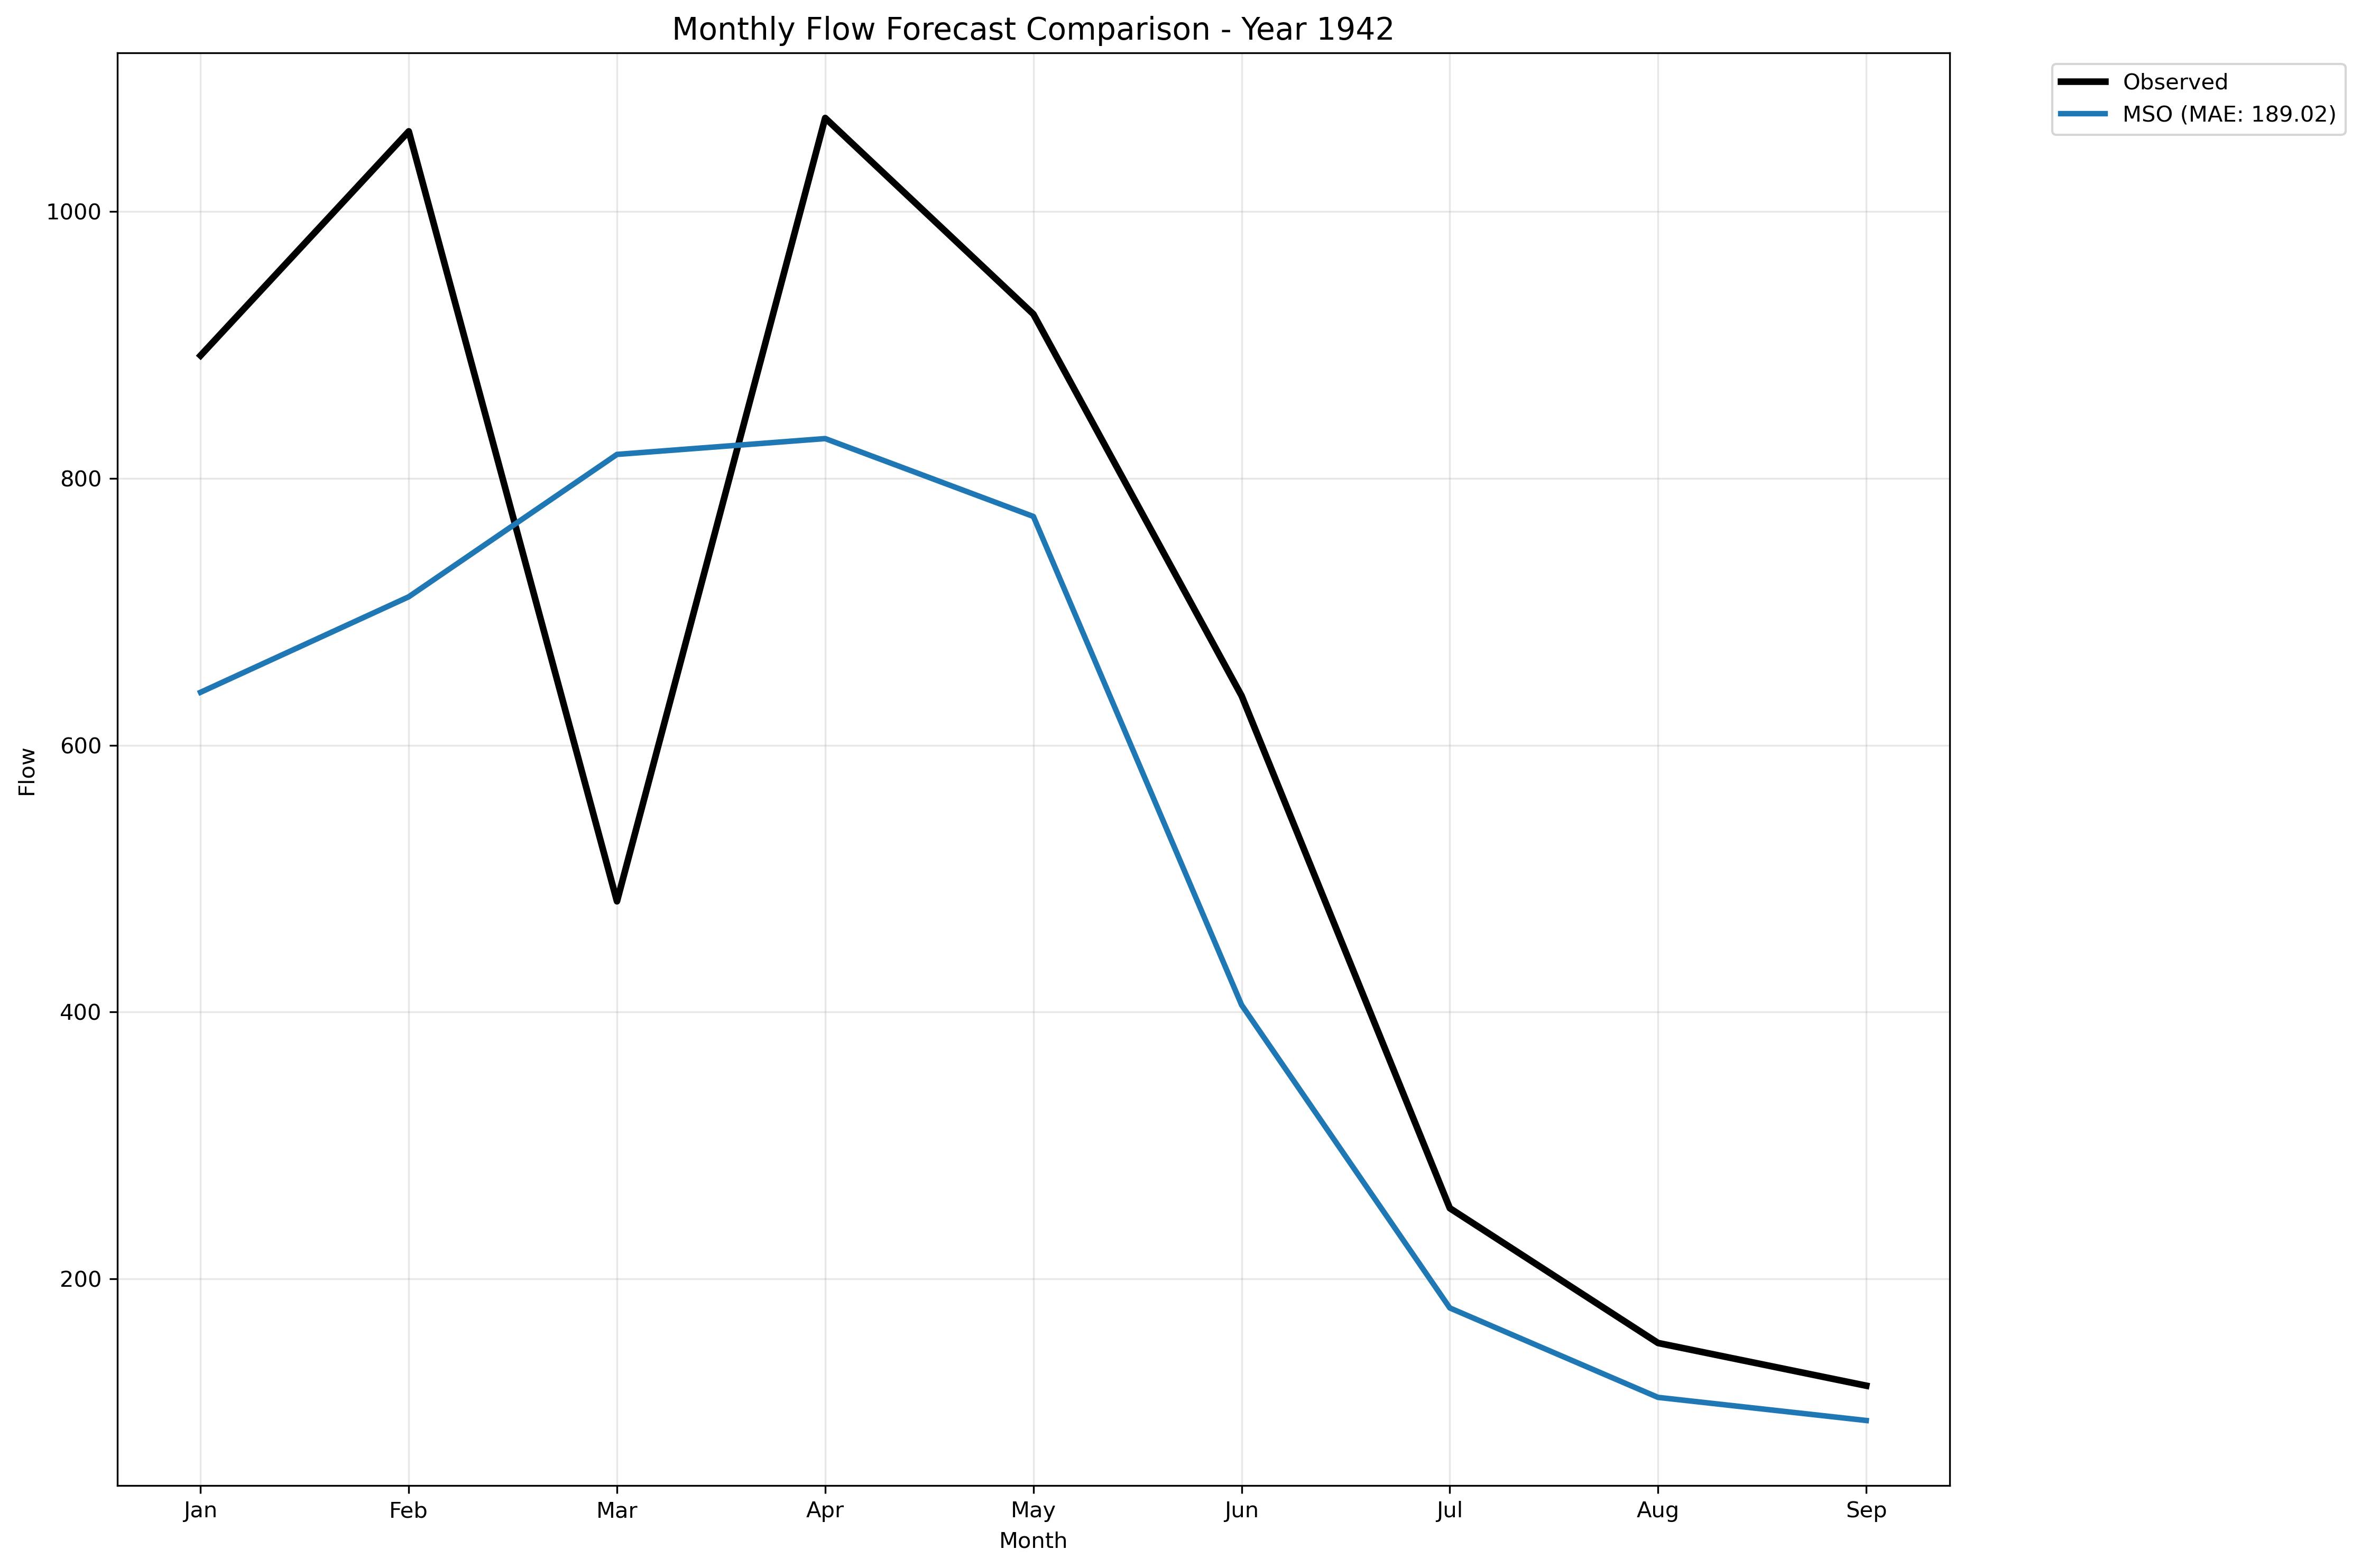 Monthly Flow Forecast Comparison - Year 1942
Observed
MSO (MAE: 189.02)
1000
800
600
400
200
Flow
Jan Feb Mar Apr May Jun Jul Aug Sep
Month